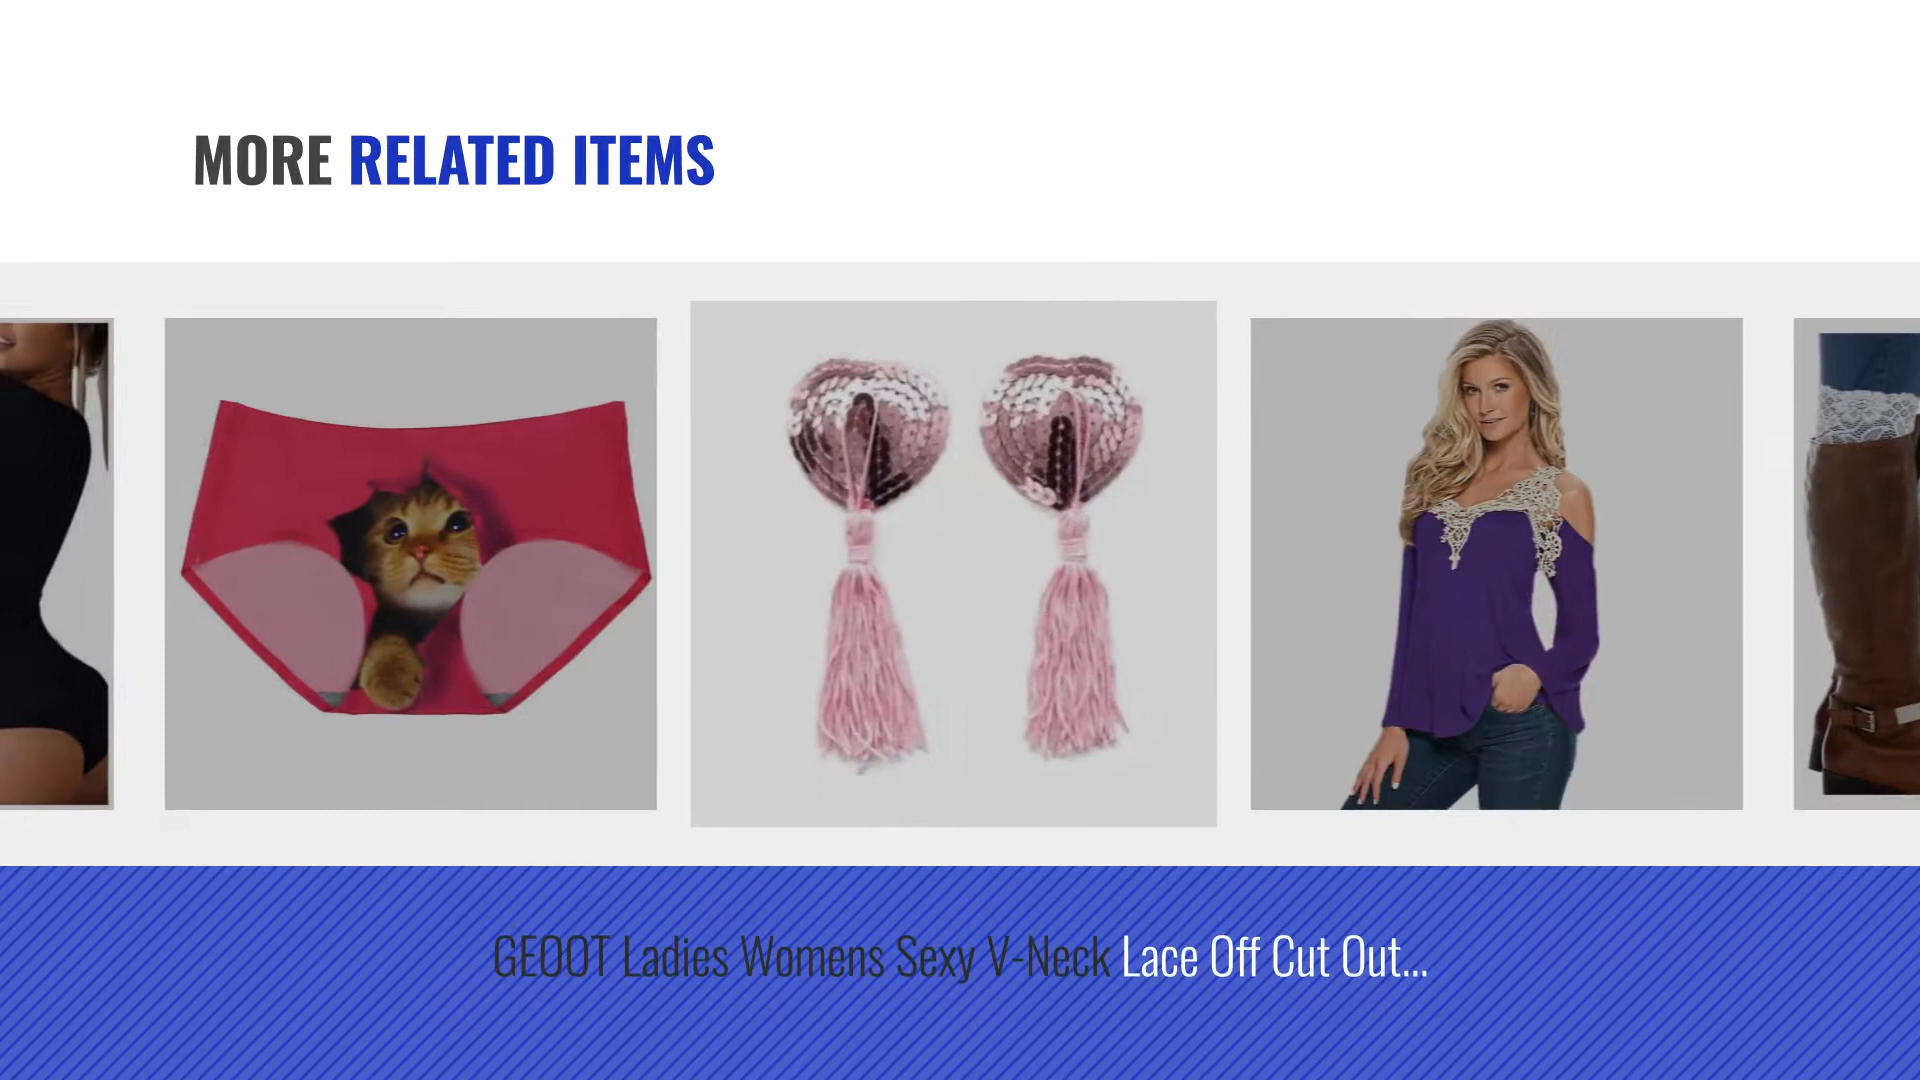 MORE RELATED ITEMS
GEOOT Ladies Womens Sexy V-Neck Lace Off Cut Out...